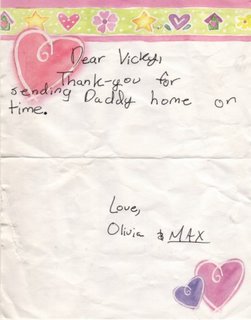 Dear Vicky,
Thank-you for
sending Daddy home on
time.
Love,
Olivia & MAX